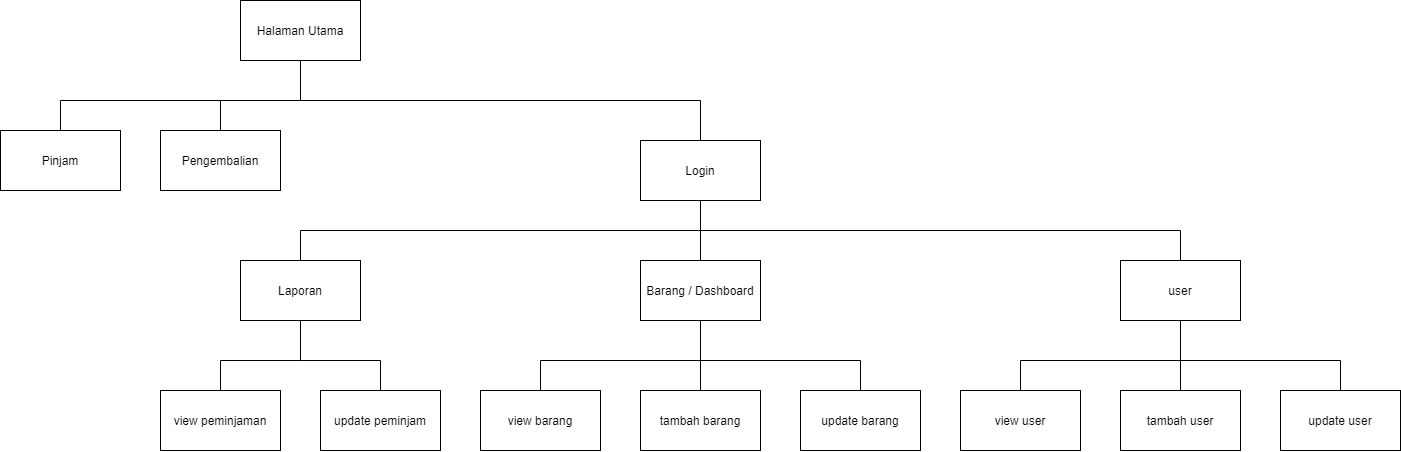 Halaman Utama
Pinjam
Pengembalian
Login
Laporan
Barang / Dashboard
user
view peminjaman
update peminjam
view barang
tambah barang
update barang
view user
tambah user
update user